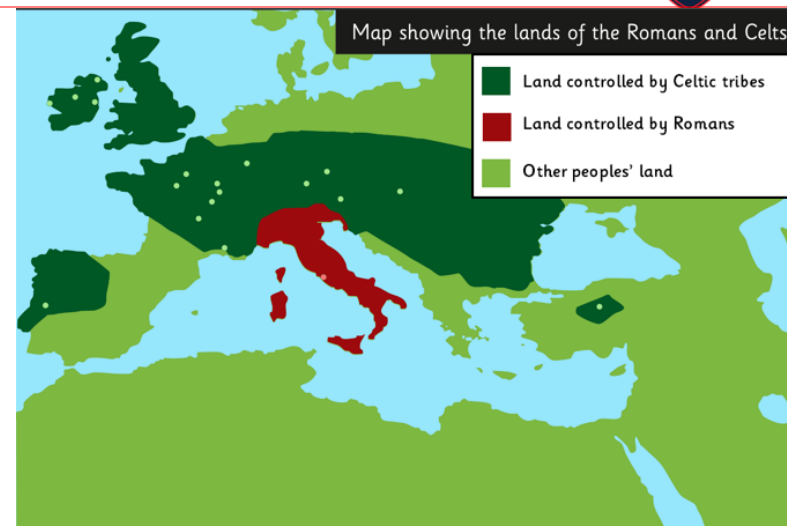 Map showing the lands of the Romans and Celts
Land controlled by Celtic tribes
Land controlled by Romans
Other peoples' land